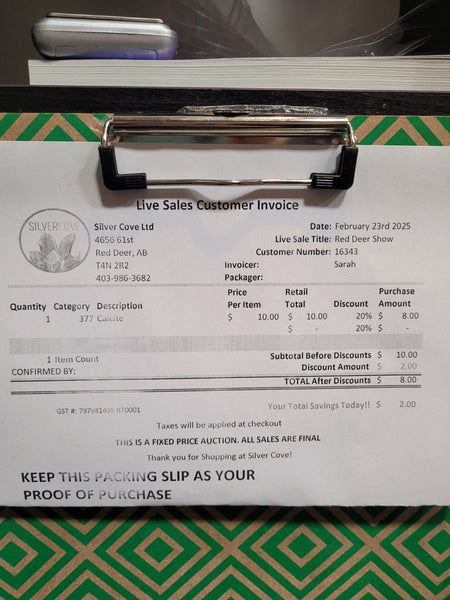 Live Sales Customer Invoice
SILVERCOVE
Silver Cove Ltd
4656 61st
Red Deer, AB
T4N 2R2
403-986-3682
Date: February 23rd 2025
Live Sale Title: Red Deer Show
Customer Number: 16343
Invoicer: Sarah
Packager:
Quantity Category Description Price Per Item Retail Total Discount Purchase Amount
1 377 Calcite $ 10.00 $ 10.00 20% $ 8.00
$ - 20% $ -
1 Item Count
CONFIRMED BY:
Subtotal Before Discounts $ 10.00
Discount Amount $ 2.00
TOTAL After Discounts $ 8.00
GST #: 797981495 RT0001
Your Total Savings Today!! $ 2.00
Taxes will be applied at checkout
THIS IS A FIXED PRICE AUCTION. ALL SALES ARE FINAL
Thank you for Shopping at Silver Cove!
KEEP THIS PACKING SLIP AS YOUR
PROOF OF PURCHASE